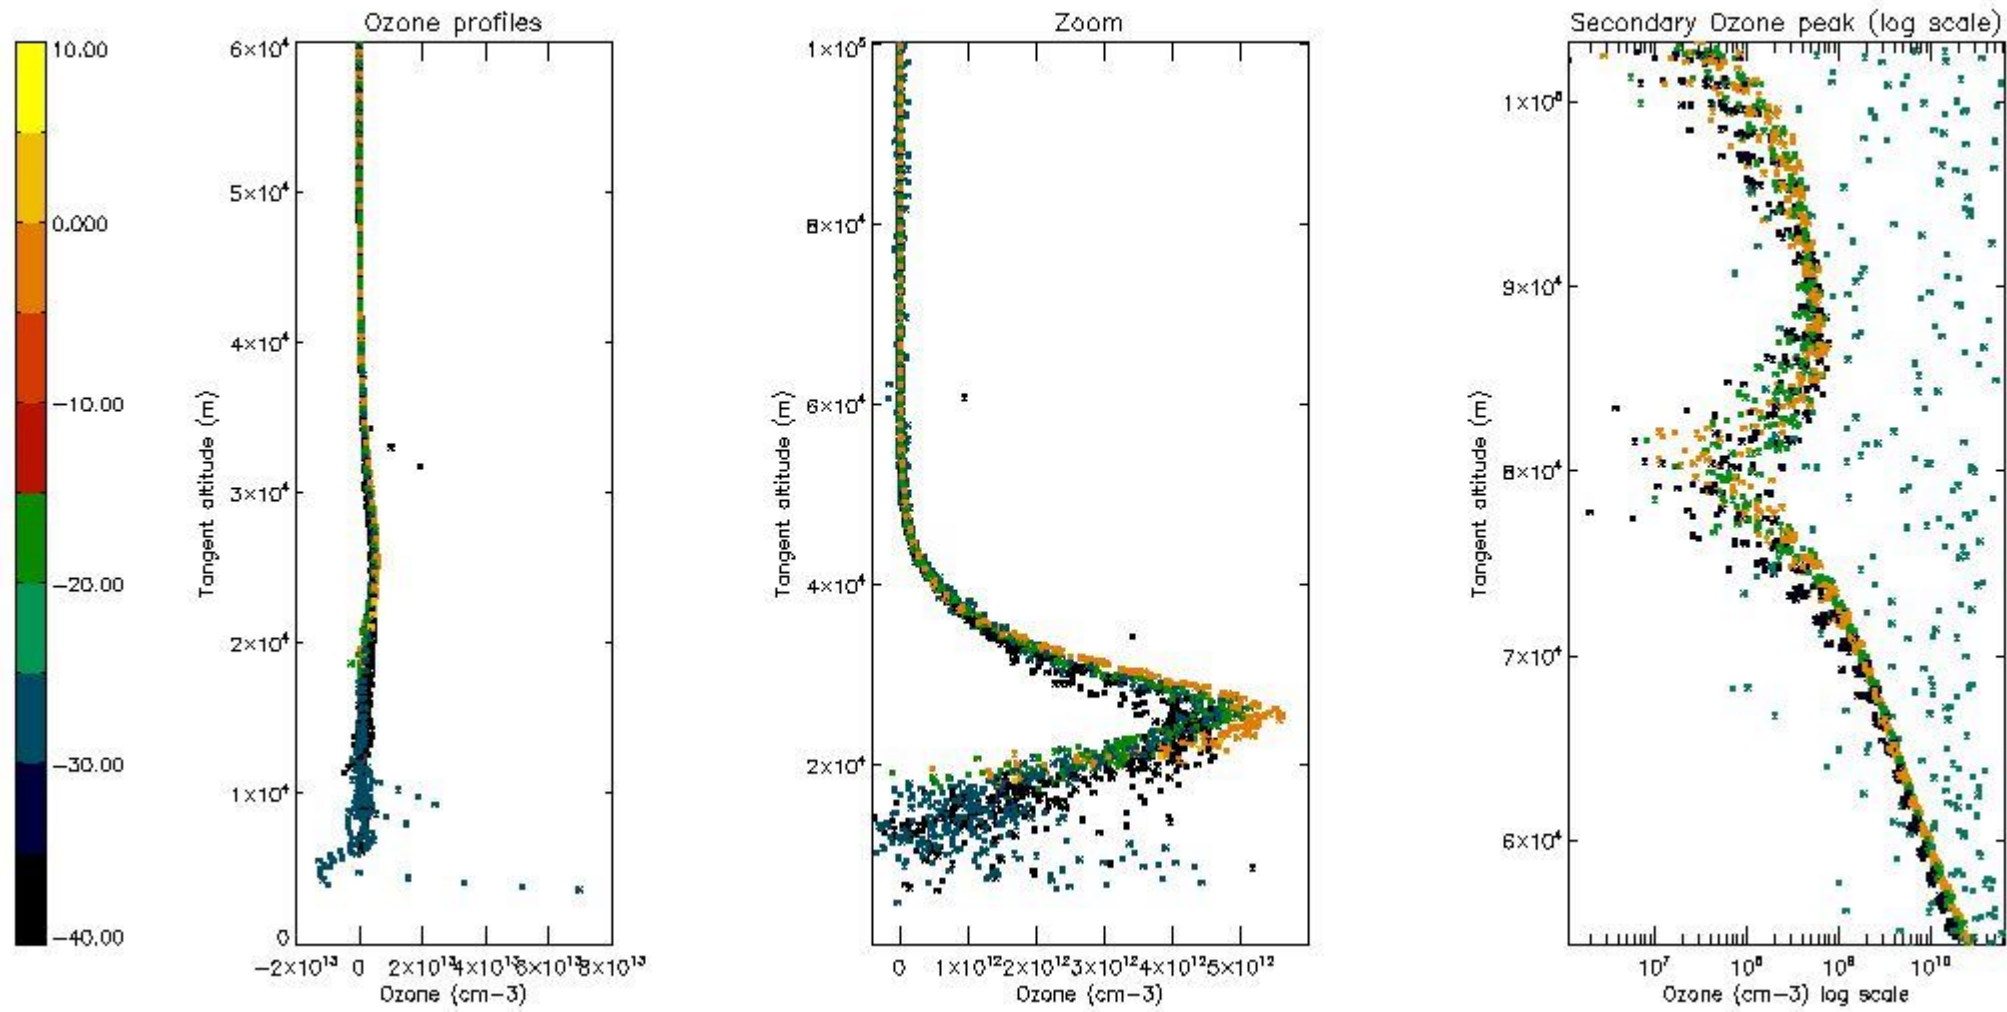 Ozone profiles
Zoom
Secondary Ozone peak (log scale)
10.00
0.000
−10.00
−20.00
−30.00
−40.00
6×10⁴
5×10⁴
4×10⁴
3×10⁴
2×10⁴
1×10⁴
0
Tangent altitude (m)
−2×10¹³ 0 2×10¹³ 4×10¹³ 6×10¹³ 8×10¹³
Ozone (cm−3)
1×10⁵
8×10⁴
6×10⁴
4×10⁴
2×10⁴
Tangent altitude (m)
0 1×10¹² 2×10¹² 3×10¹² 4×10¹² 5×10¹²
Ozone (cm−3)
1×10⁵
9×10⁴
8×10⁴
7×10⁴
6×10⁴
Tangent altitude (m)
10⁷ 10⁸ 10⁹ 10¹⁰
Ozone (cm−3) log scale